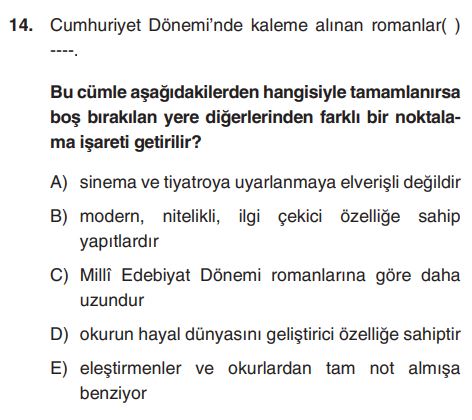 14. Cumhuriyet Dönemi'nde kaleme alınan romanlar( )
----.
Bu cümle aşağıdakilerden hangisiyle tamamlanırsa
boş bırakılan yere diğerlerinden farklı bir noktala-
ma işareti getirilir?
A) sinema ve tiyatroya uyarlanmaya elverişli değildir
B) modern, nitelikli, ilgi çekici özelliğe sahip
yapıtlardır
C) Millî Edebiyat Dönemi romanlarına göre daha
uzundur
D) okurun hayal dünyasını geliştirici özelliğe sahiptir
E) eleştirmenler ve okurlardan tam not almışa
benziyor